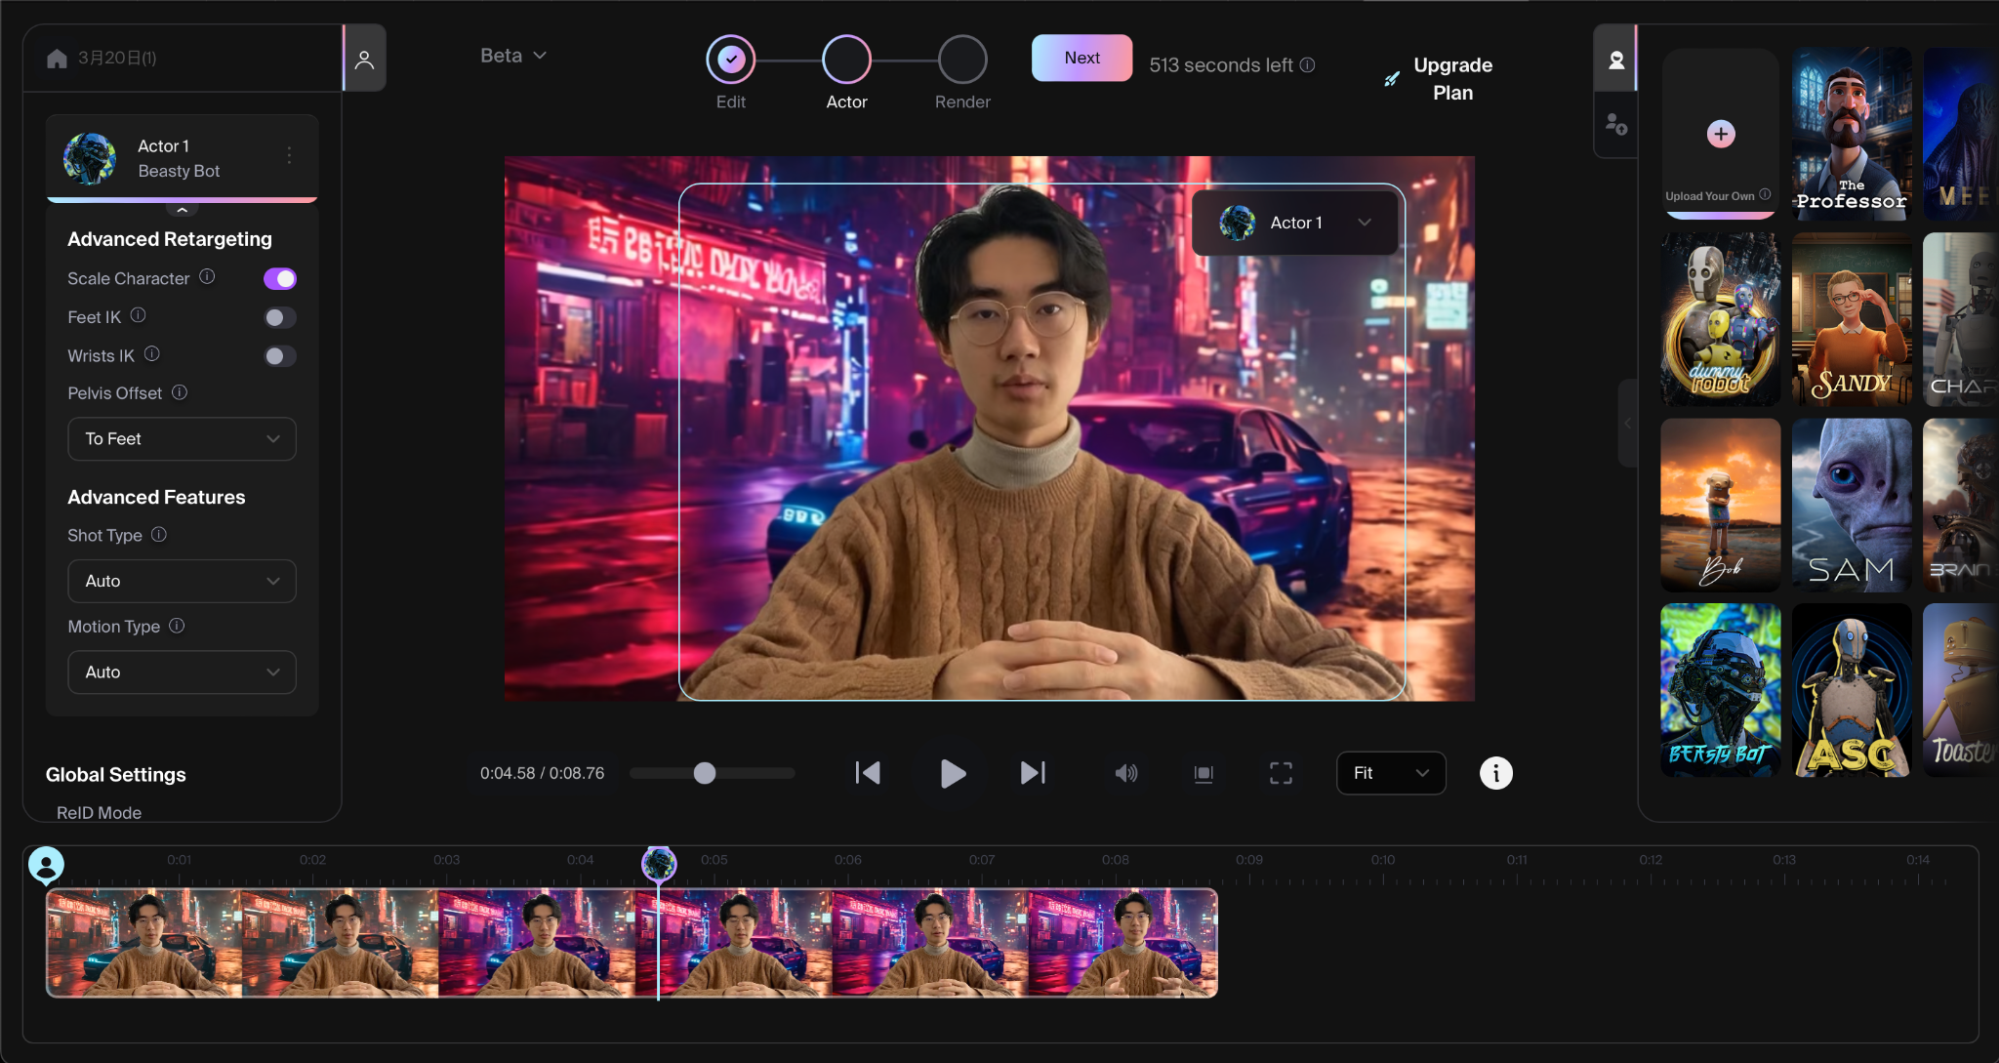 3月20日(1)
Beta
Edit
Actor
Render
Next
513 seconds left
Upgrade
Plan
Actor 1
Beasty Bot
Advanced Retargeting
Scale Character
Feet IK
Wrists IK
Pelvis Offset
To Feet
Advanced Features
Shot Type
Auto
Motion Type
Auto
Global Settings
ReID Mode
Actor 1
0:04.58 / 0:08.76
Fit
Upload Your Own
The
Professor
MEE
dummy
robot
SANDY
CHAR
Bob
SAM
BRAIN
BEASTY BOT
ASC
Toaster
0:01
0:02
0:03
0:04
0:05
0:06
0:07
0:08
0:09
0:10
0:11
0:12
0:13
0:14